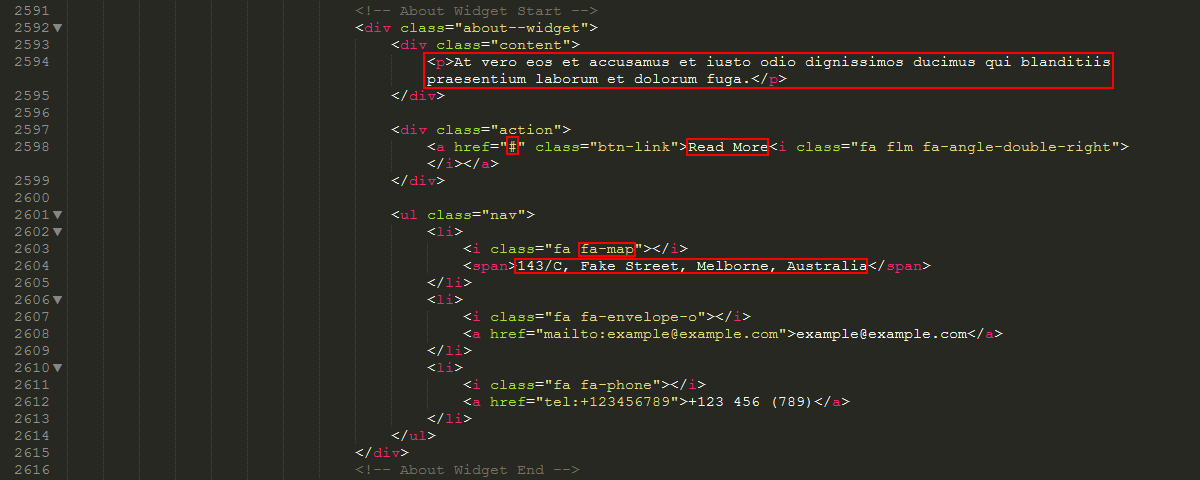 2591 <!-- About Widget Start -->
2592 <div class="about--widget">
2593 <div class="content">
2594 <p>At vero eos et accusamus et iusto odio dignissimos ducimus qui blanditiis
praesentium laborum et dolorum fuga.</p>
2595 </div>
2596
2597 <div class="action">
2598 <a href="#" class="btn-link">Read More<i class="fa flm fa-angle-double-right">
</i></a>
2599 </div>
2600
2601 <ul class="nav">
2602 <li>
2603 <i class="fa fa-map"></i>
2604 <span>143/C, Fake Street, Melborne, Australia</span>
2605 </li>
2606 <li>
2607 <i class="fa fa-envelope-o"></i>
2608 <a href="mailto:example@example.com">example@example.com</a>
2609 </li>
2610 <li>
2611 <i class="fa fa-phone"></i>
2612 <a href="tel:+123456789">+123 456 (789)</a>
2613 </li>
2614 </ul>
2615 </div>
2616 <!-- About Widget End -->